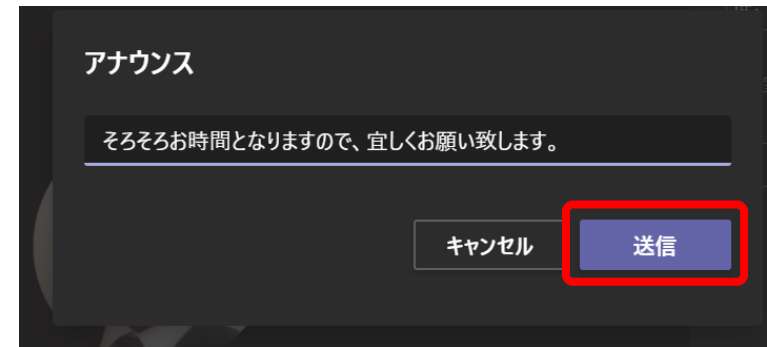 アナウンス
そろそろお時間となりますので、宜しくお願い致します。
キャンセル
送信